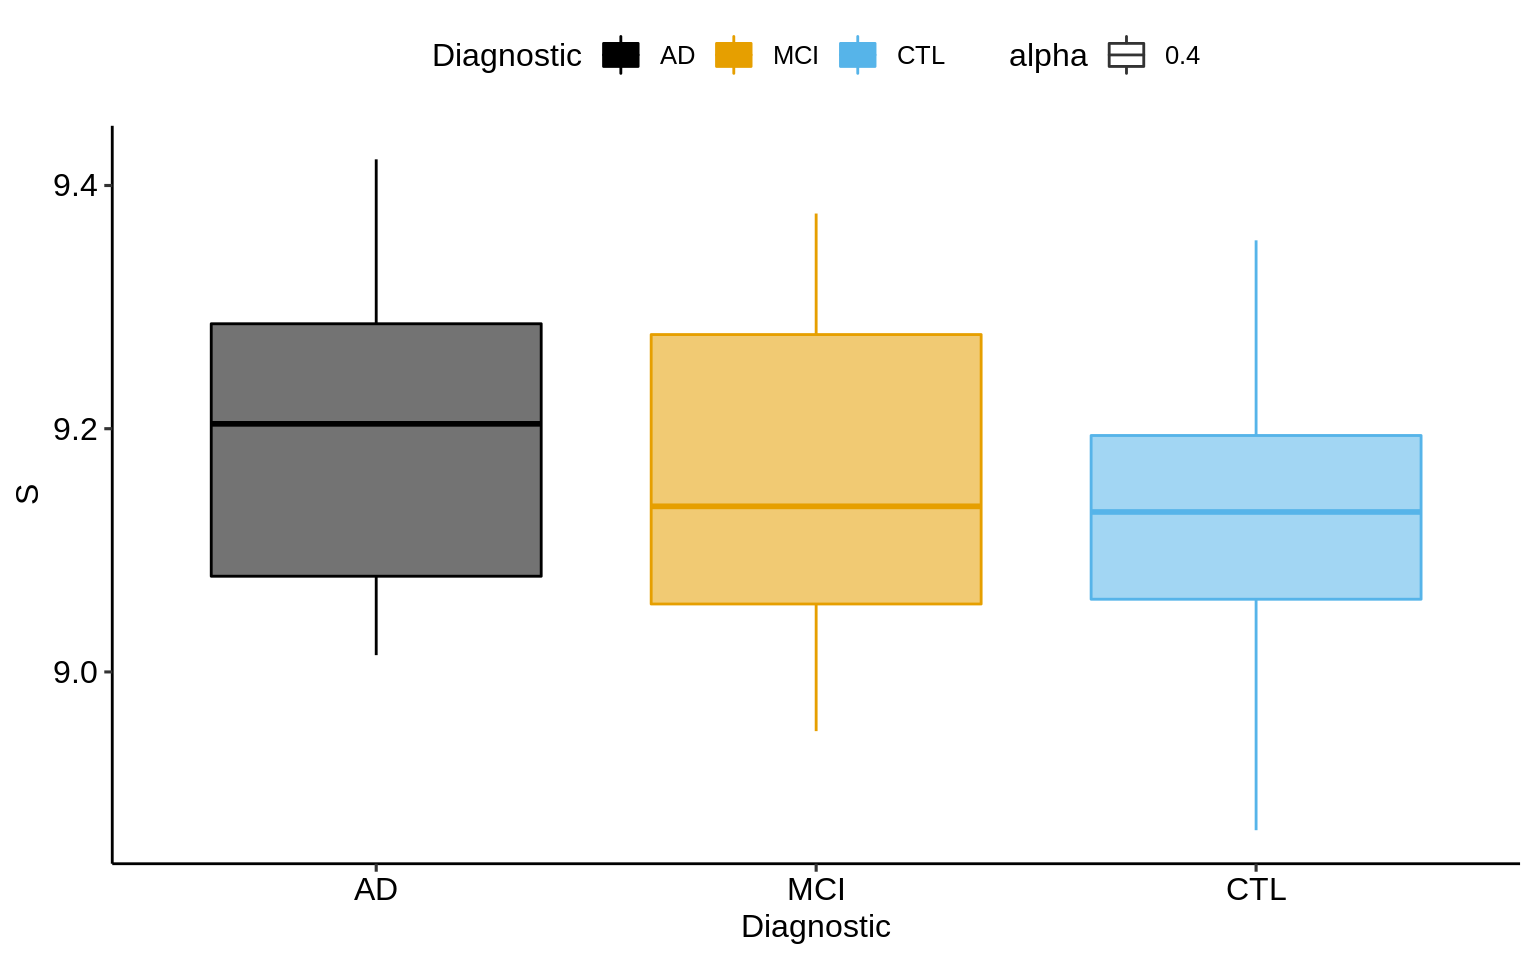 Diagnostic AD MCI CTL alpha 0.4
9.4
9.2
9.0
S
AD MCI CTL
Diagnostic